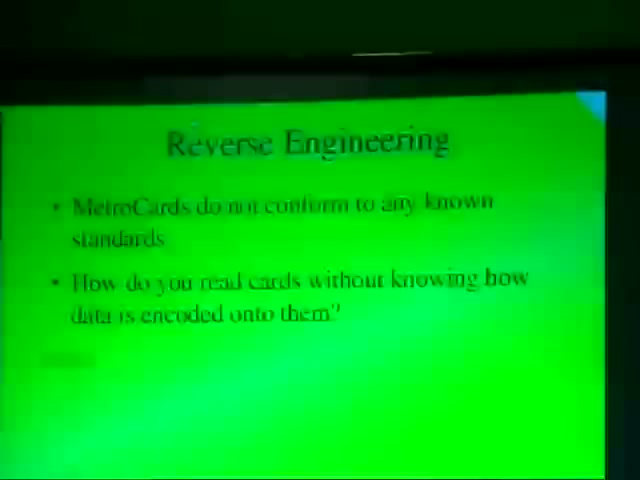 Reverse Engineering
• MetroCards do not conform to any known
standards
• How do you read cards without knowing how
data is encoded onto them?